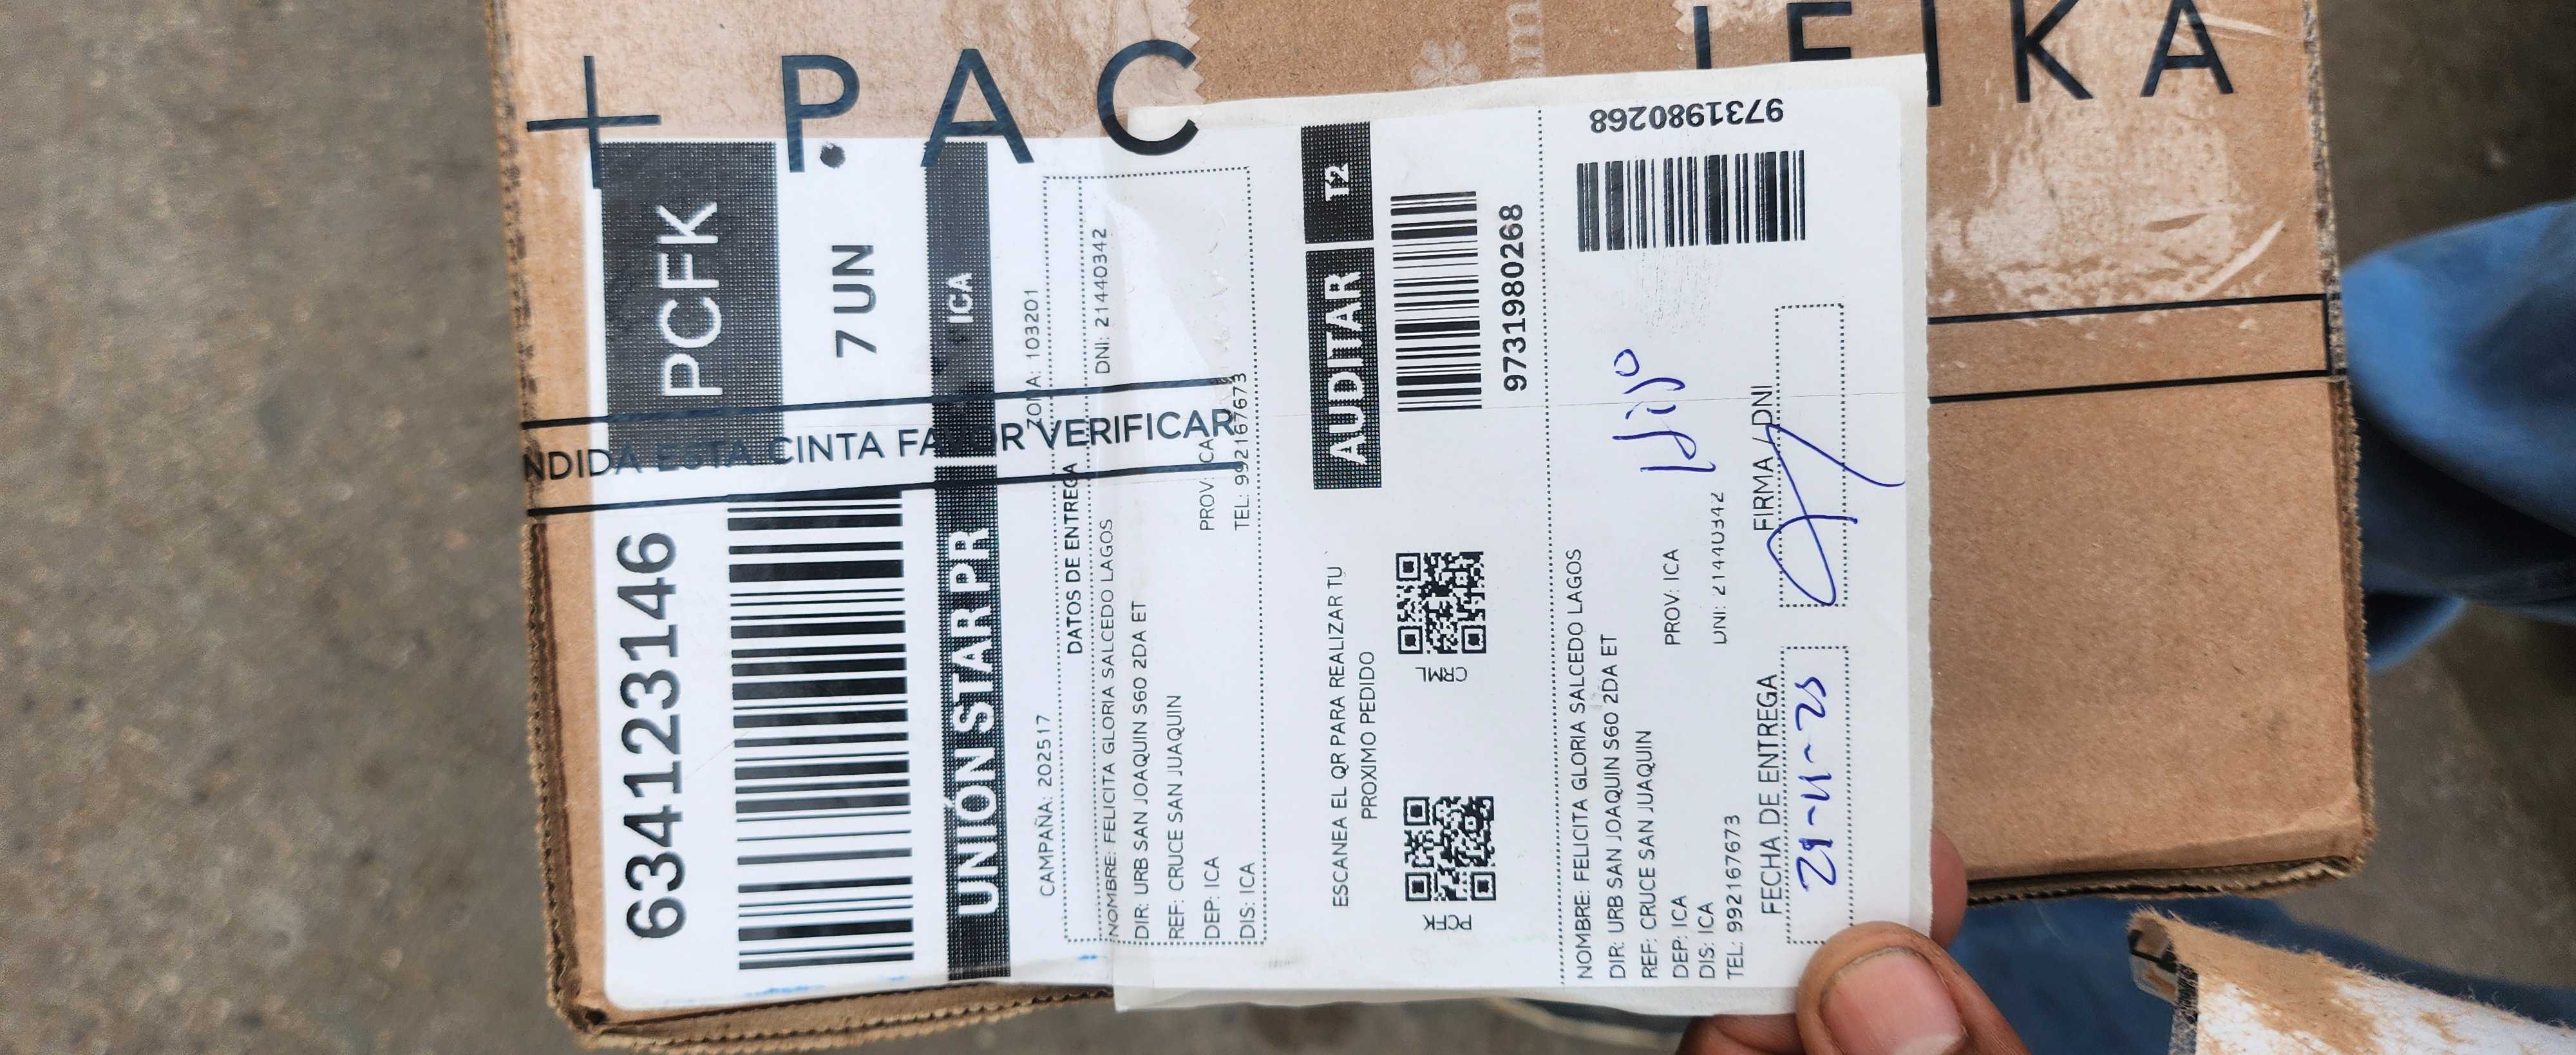 + PAC
LEIKA
634123146
PCFK
7 UN
UNIÓN STAR PR
ICA
CAMPAÑA: 202517
ZONA: 103201
NDIDA ESTA CINTA FAVOR VERIFICAR
DATOS DE ENTREGA
DNI: 21440342
NOMBRE: FELICITA GLORIA SALCEDO LAGOS
DIR: URB SAN JOAQUIN S60 2DA ET
REF: CRUCE SAN JUAQUIN
DEP: ICA
PROV: ICA
DIS: ICA
TEL: 992167673
ESCANEA EL QR PARA REALIZAR TU
PROXIMO PEDIDO
AUDITAR
T2
PCFK
CRML
9731980268
9731980268
NOMBRE: FELICITA GLORIA SALCEDO LAGOS
DIR: URB SAN JOAQUIN S60 2DA ET
REF: CRUCE SAN JUAQUIN
DEP: ICA
PROV: ICA
Hijo
DIS: ICA
TEL: 992167673
DNI: 21440342
FECHA DE ENTREGA
FIRMA / DNI
21-11-25